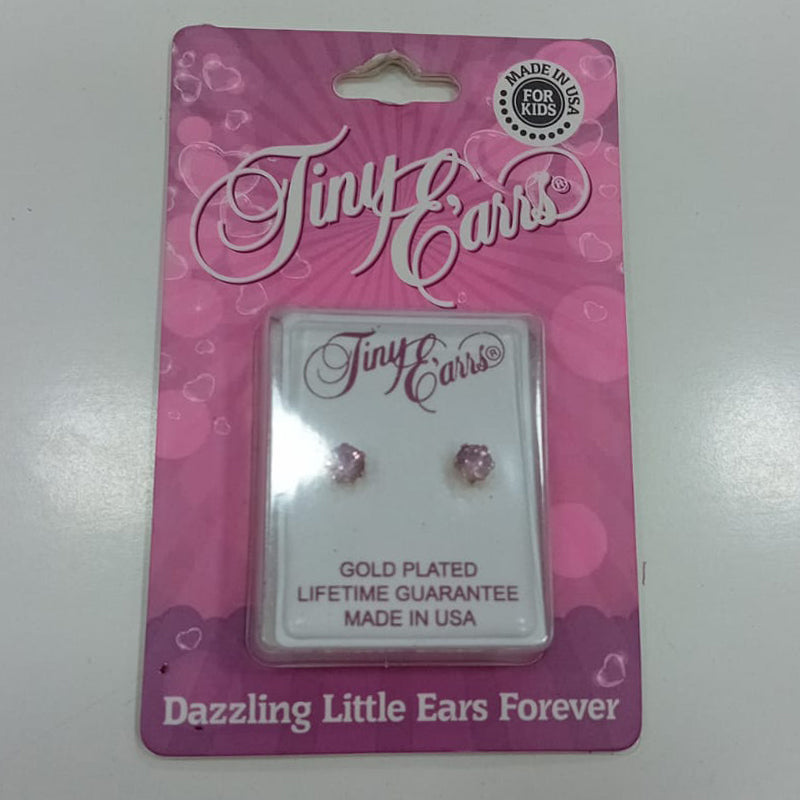 MADE IN USA
FOR
KIDS
Tiny E'arrs®
Tiny E'arrs®
GOLD PLATED
LIFETIME GUARANTEE
MADE IN USA
Dazzling Little Ears Forever